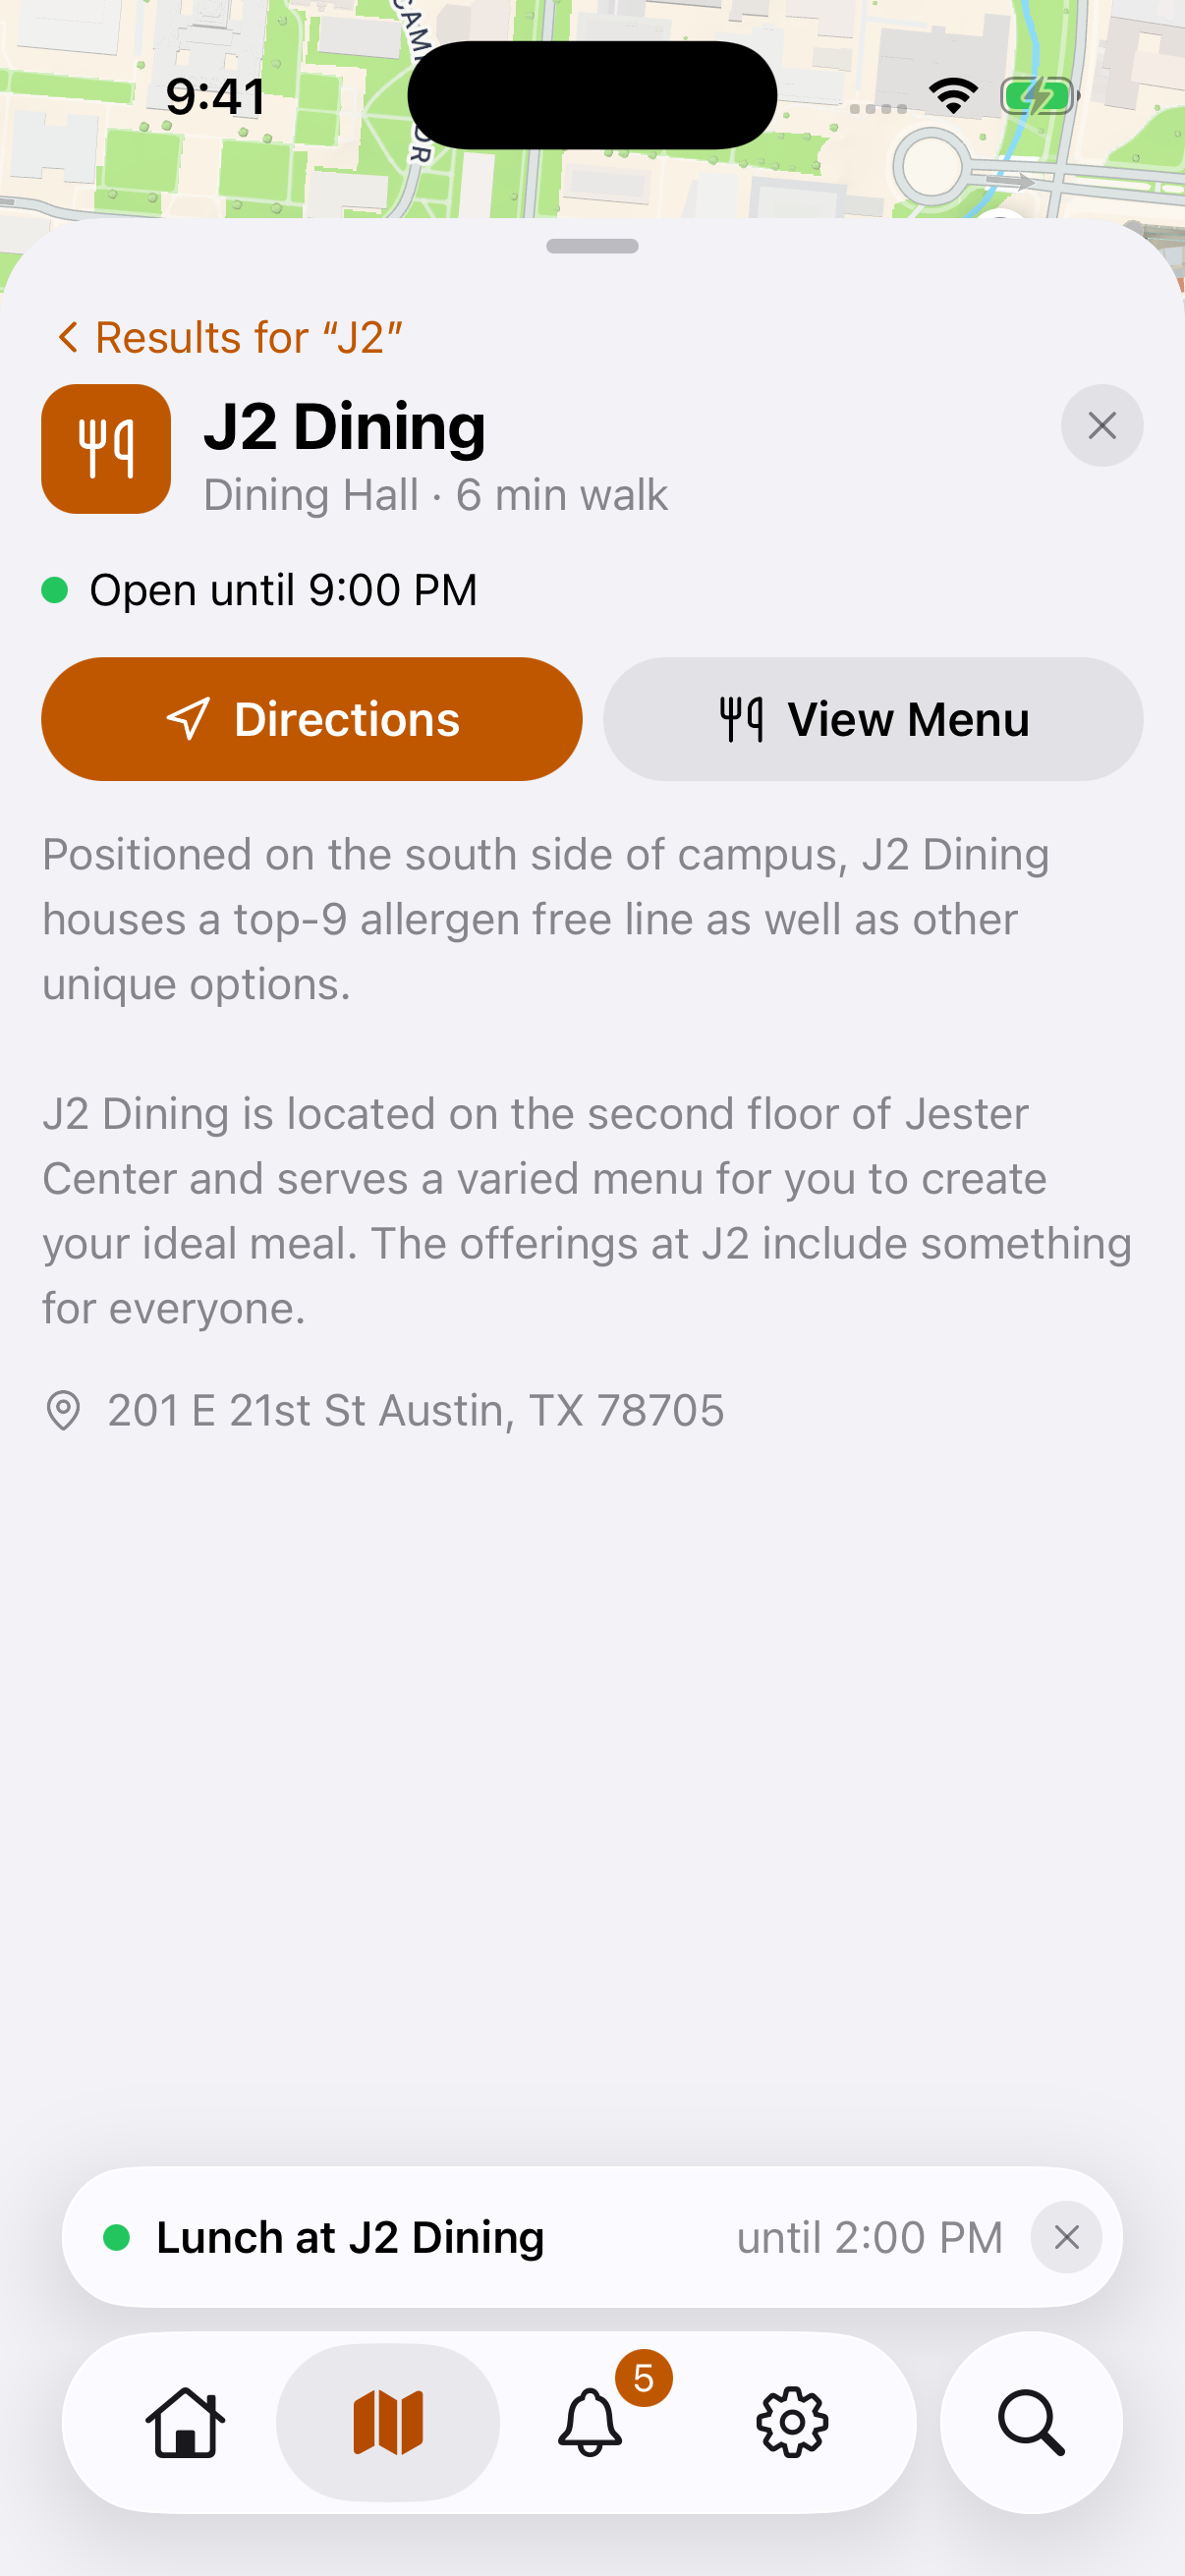 CAM
9:41
OR
Results for “J2”
J2 Dining
Dining Hall · 6 min walk
Open until 9:00 PM
Directions
View Menu
Positioned on the south side of campus, J2 Dining
houses a top-9 allergen free line as well as other
unique options.
J2 Dining is located on the second floor of Jester
Center and serves a varied menu for you to create
your ideal meal. The offerings at J2 include something
for everyone.
201 E 21st St Austin, TX 78705
Lunch at J2 Dining
until 2:00 PM
5